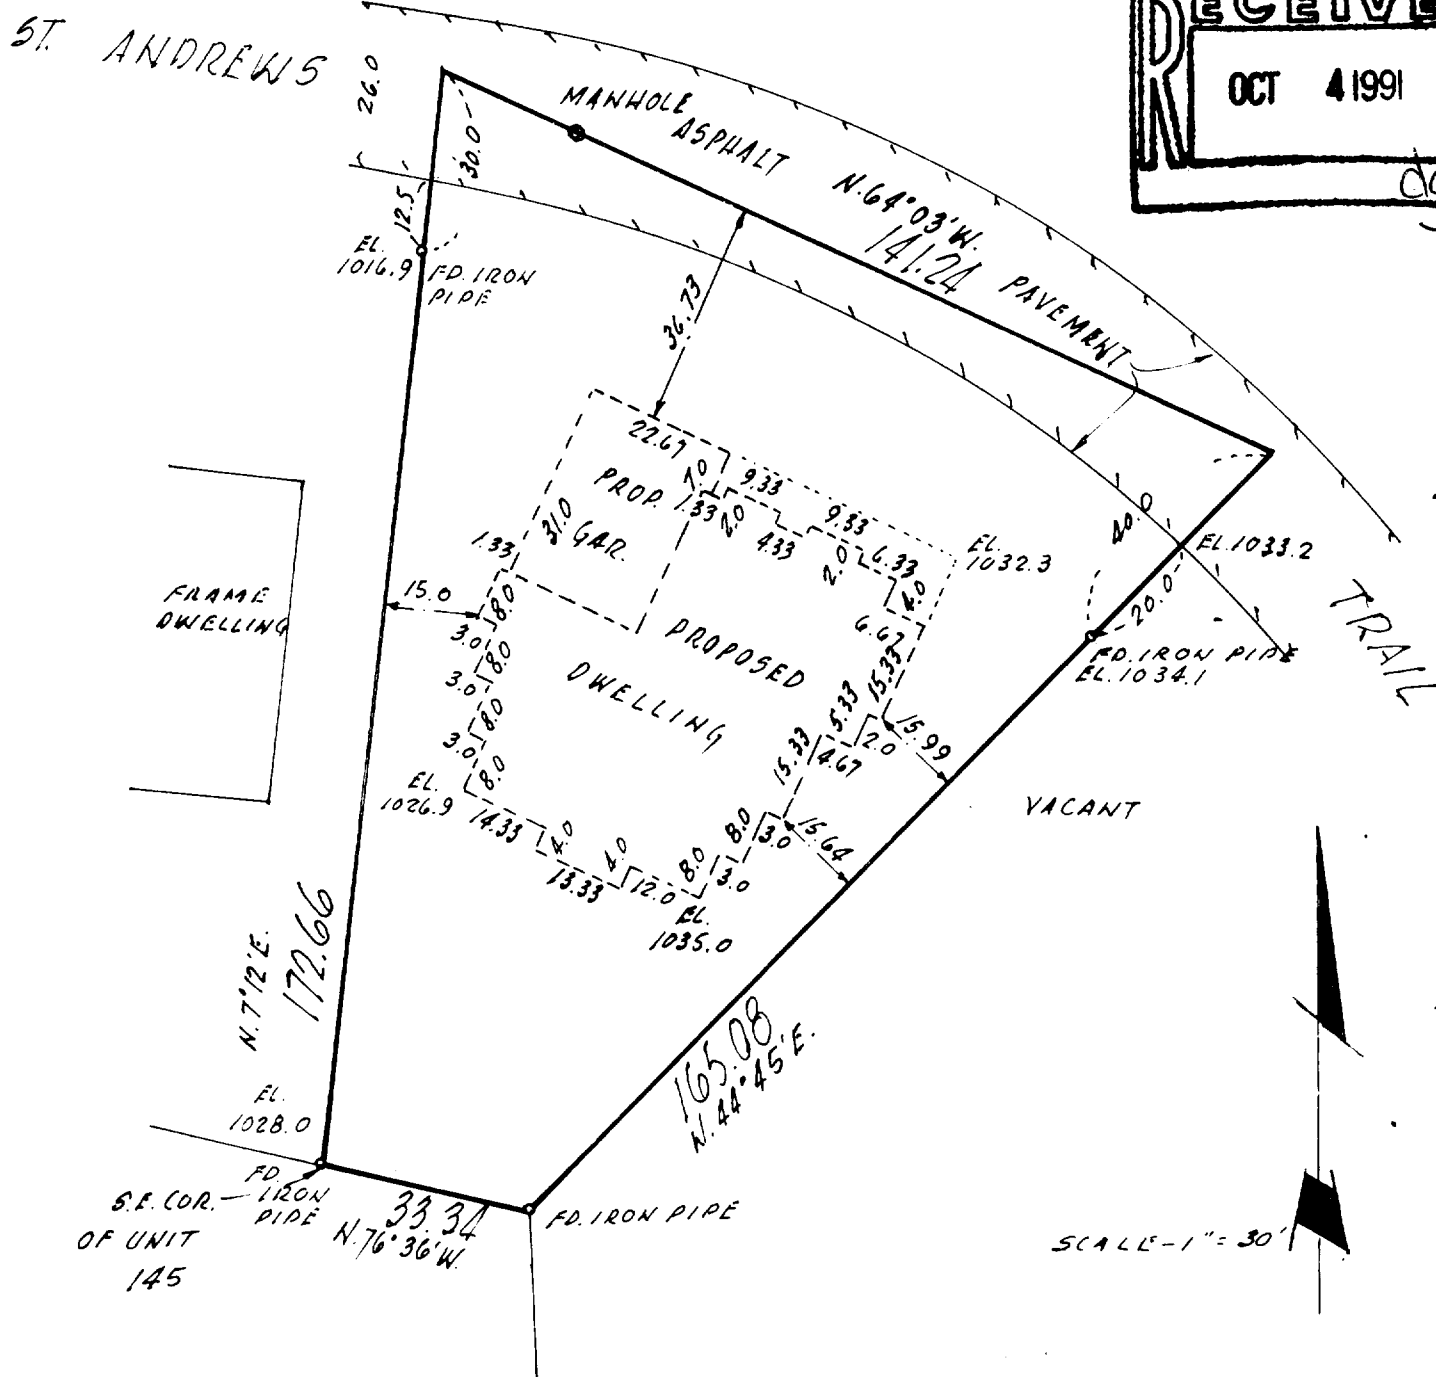 ST. ANDREWS
RECEIVE
OCT 4 1991
26.0
30.0
12.5
MANHOLE
ASPHALT
N.64°03'W.
141.24
PAVEMENT
EL.
1016.9
FD. IRON
PIPE
36.73
22.67
PROP.
GAR.
31.0
7.0
1.33
2.0
9.33
4.33
9.33
2.0
6.33
4.0
6.67
EL.
1032.3
40.0
EL. 1033.2
20.0
FD. IRON PIPE
EL. 1034.1
TRAIL
FRAME
DWELLING
15.0
1.33
8.0
3.0
8.0
3.0
8.0
3.0
8.0
PROPOSED
DWELLING
15.33
5.33
15.99
2.0
4.67
15.33
VACANT
EL.
1026.9
14.33
4.0
13.33
4.0
12.0
8.0
3.0
8.0
3.0
15.64
EL.
1035.0
N.7°12'E.
172.66
165.08
N.44°45'E.
EL.
1028.0
S.E. COR.
OF UNIT
145
FD.
IRON
PIPE
33.34
N.76°36'W.
FD. IRON PIPE
SCALE-1"=30'